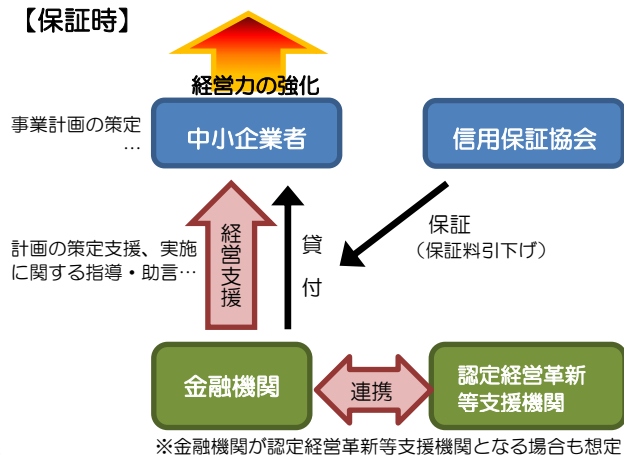 【保証時】
経営力の強化
事業計画の策定
…
中小企業者
信用保証協会
計画の策定支援、実施
に関する指導・助言…
経営支援
貸付
保証
（保証料引下げ）
金融機関
連携
認定経営革新
等支援機関
※金融機関が認定経営革新等支援機関となる場合も想定